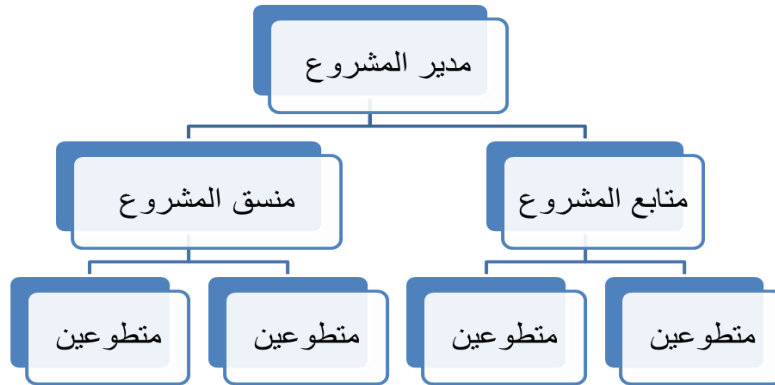 مدير المشروع
متابع المشروع
منسق المشروع
متطوعين
متطوعين
متطوعين
متطوعين